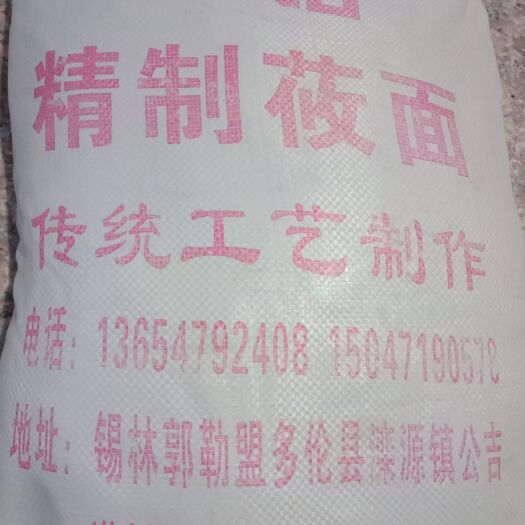 精制莜面
传统工艺制作
电话: 13654792408 15047190578
地址: 锡林郭勒盟多伦县滦源镇公吉